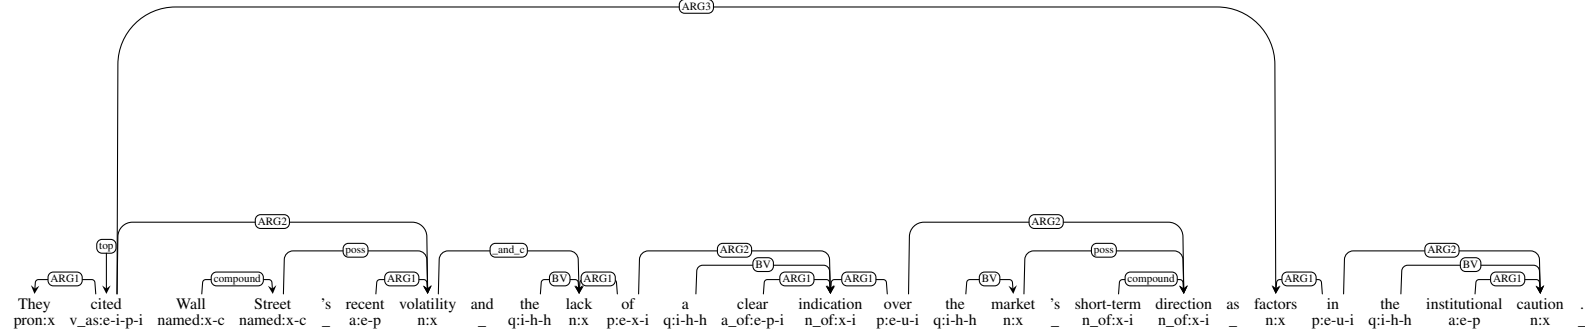 ARG3
ARG2 ARG2
top poss _and_c ARG2 poss ARG2
BV BV
ARG1 compound ARG1 BV ARG1 ARG1 ARG1 BV compound ARG1 ARG1
They cited Wall Street 's recent volatility and the lack of a clear indication over the market 's short-term direction as factors in the institutional caution .
pron:x v_as:e-i-p-i named:x-c named:x-c _ a:e-p n:x _ q:i-h-h n:x p:e-x-i q:i-h-h a_of:e-p-i n_of:x-i p:e-u-i q:i-h-h n:x _ n_of:x-i n_of:x-i _ n:x p:e-u-i q:i-h-h a:e-p n:x _